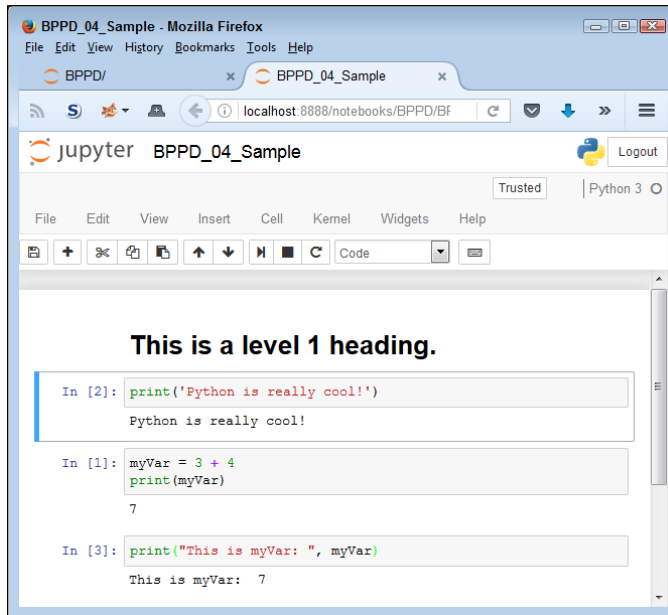 BPPD_04_Sample - Mozilla Firefox
File Edit View History Bookmarks Tools Help
BPPD/ × BPPD_04_Sample ×
S localhost:8888/notebooks/BPPD/BF
jupyter BPPD_04_Sample Logout
Trusted Python 3
File Edit View Insert Cell Kernel Widgets Help
Code
This is a level 1 heading.
In [2]: print('Python is really cool!')
Python is really cool!
In [1]: myVar = 3 + 4
print(myVar)
7
In [3]: print("This is myVar: ", myVar)
This is myVar:  7